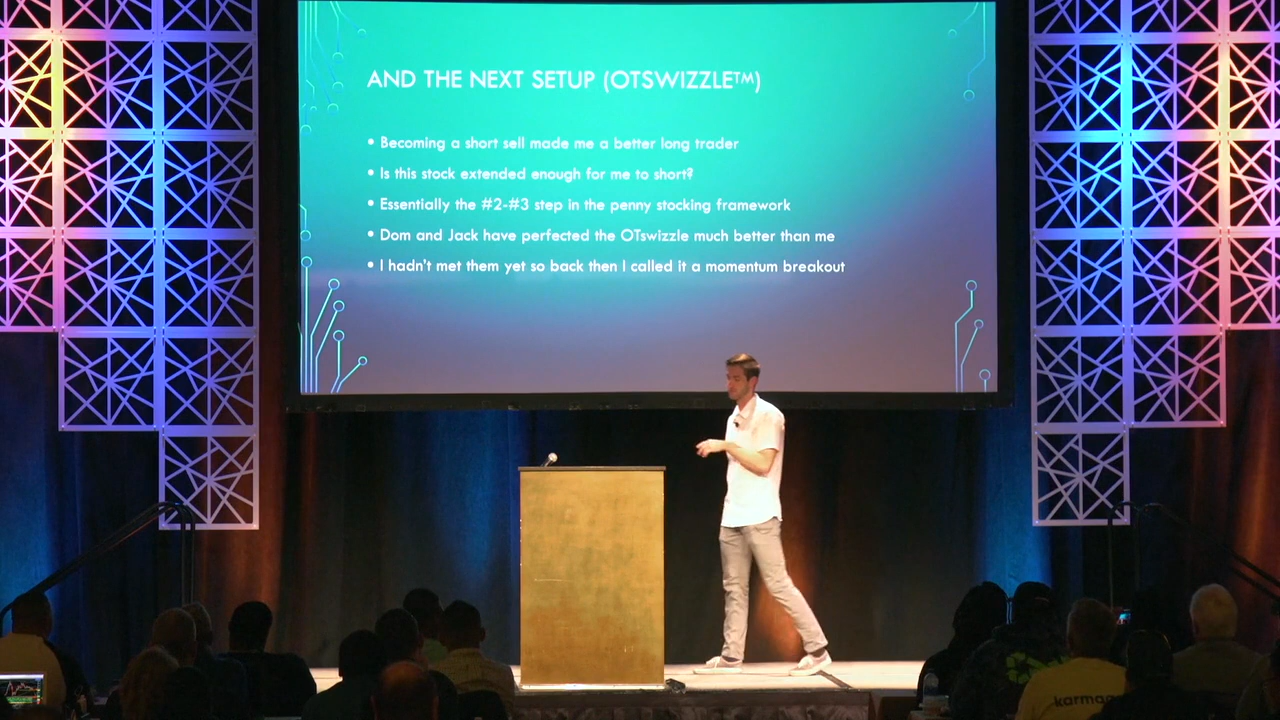 AND THE NEXT SETUP (OTSWIZZLE™)
• Becoming a short sell made me a better long trader
• Is this stock extended enough for me to short?
• Essentially the #2-#3 step in the penny stocking framework
• Dom and Jack have perfected the OTswizzle much better than me
• I hadn't met them yet so back then I called it a momentum breakout